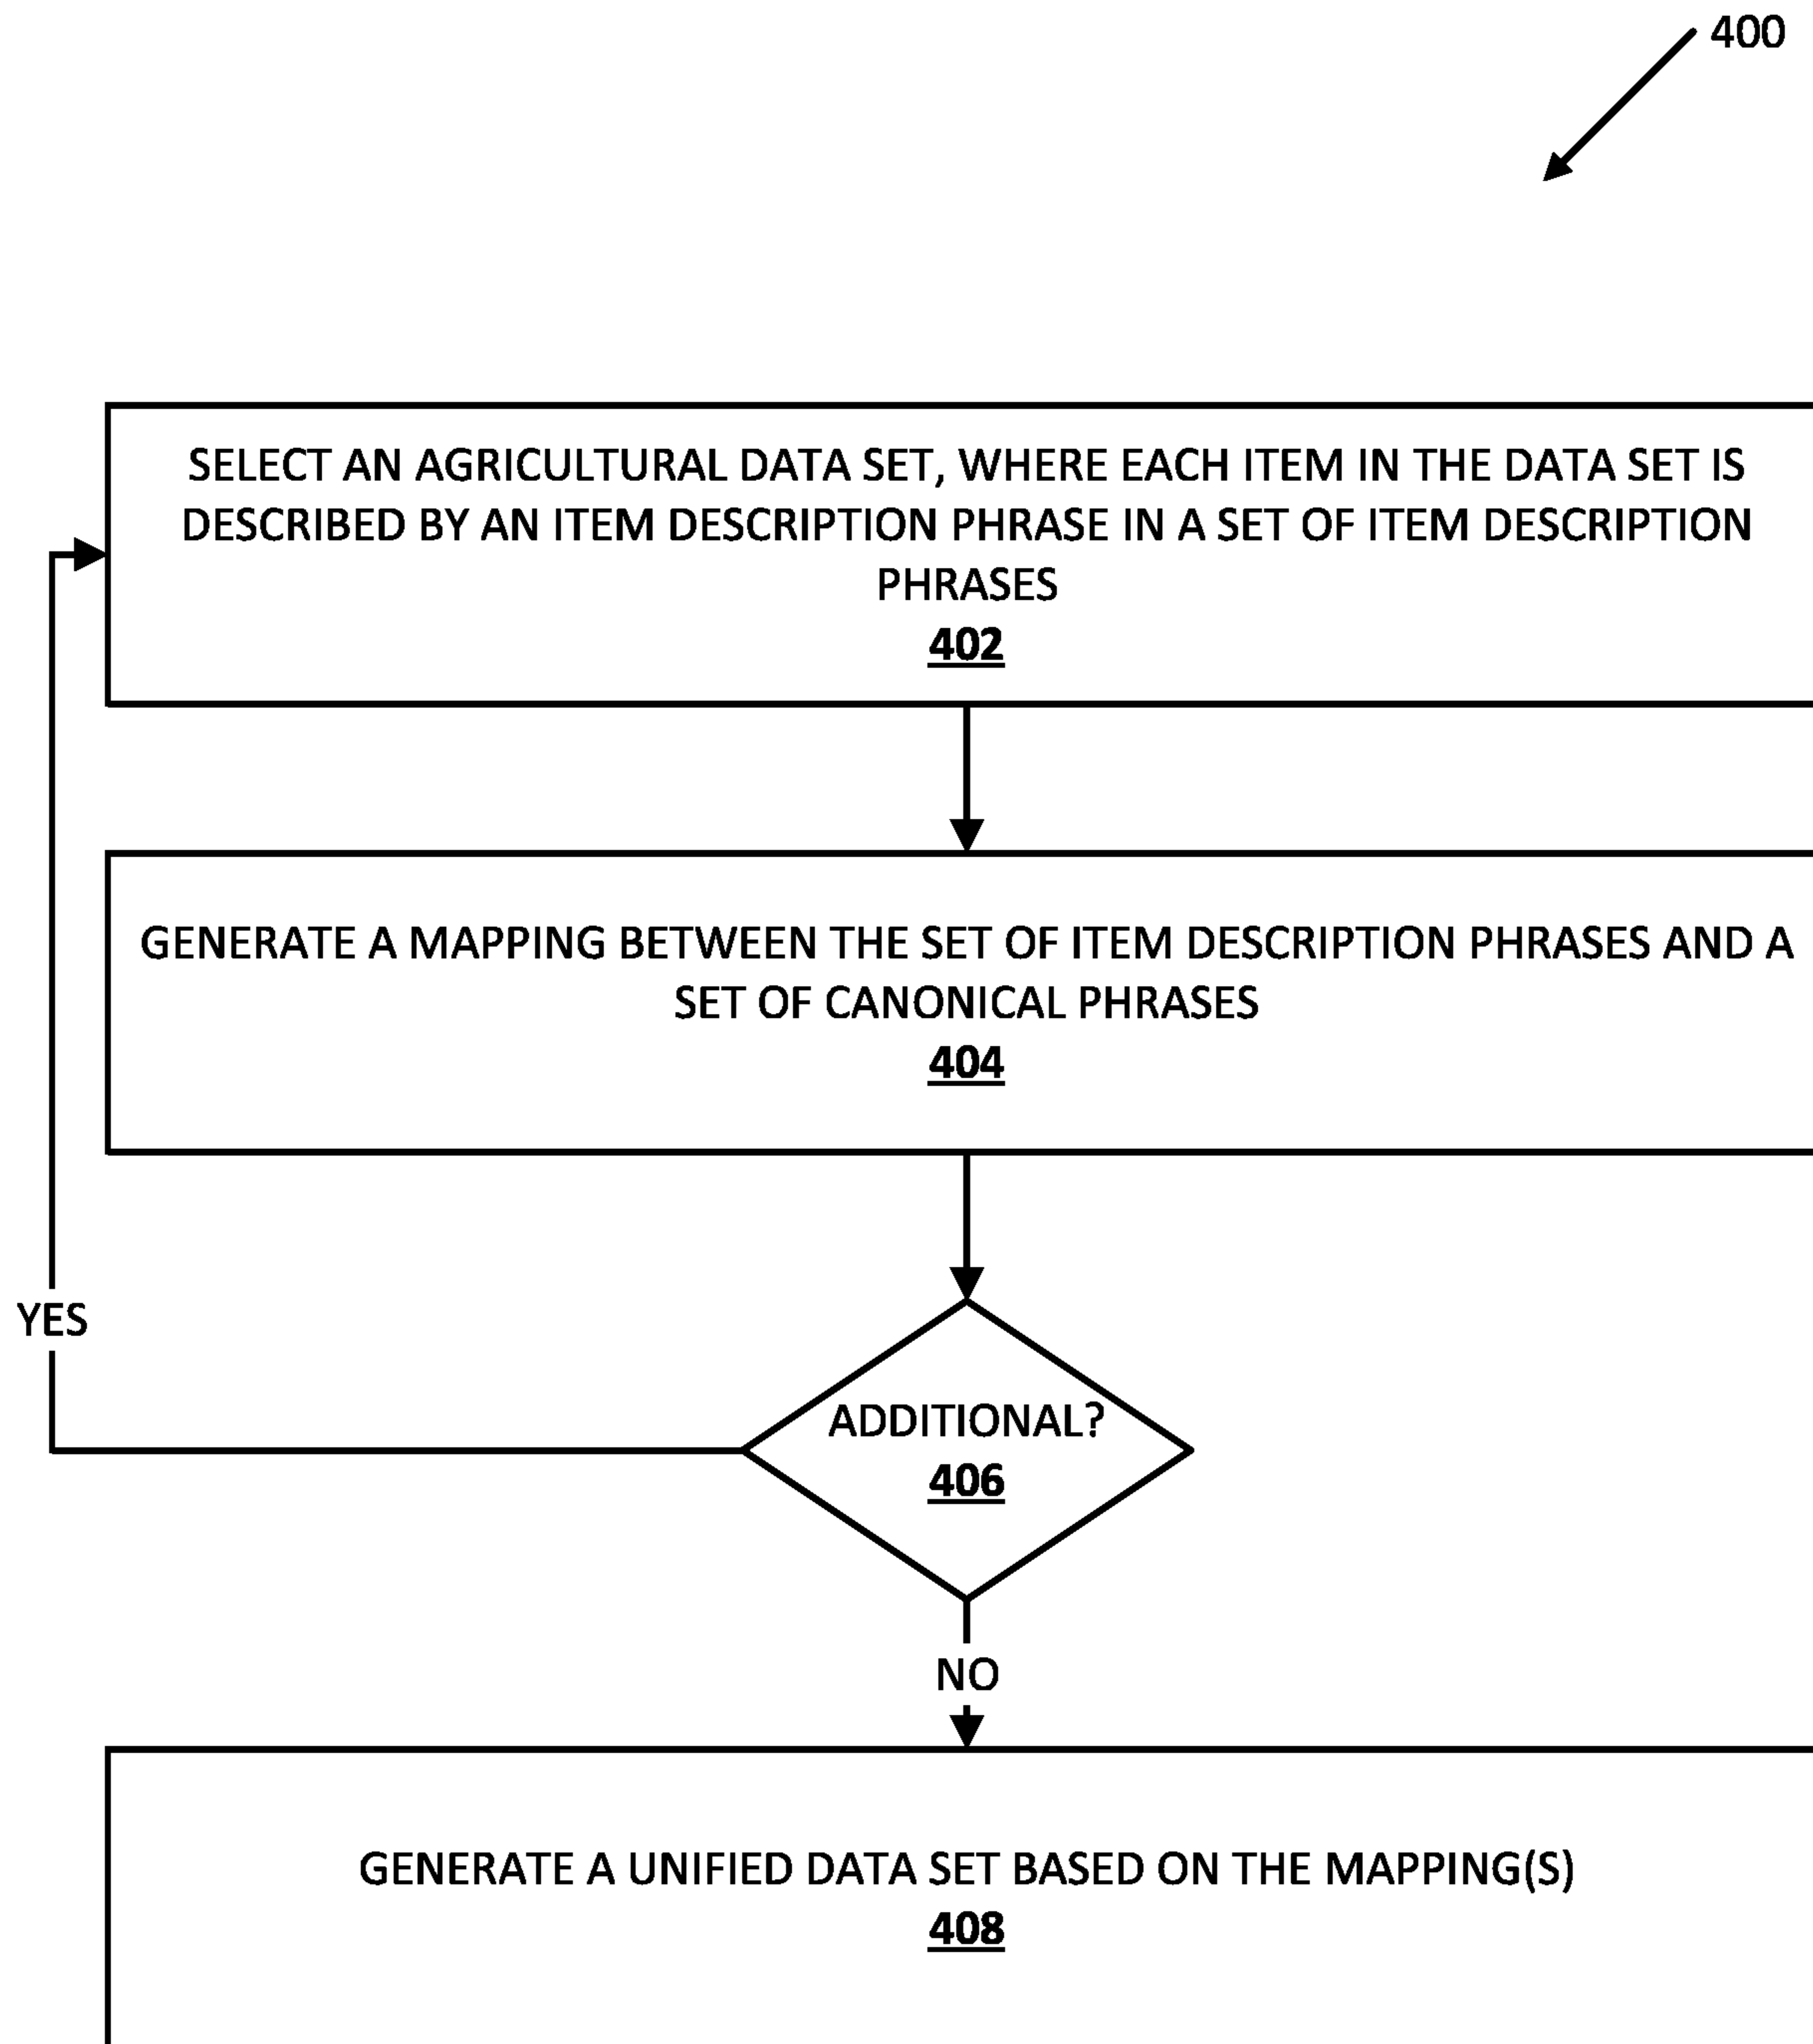 400
SELECT AN AGRICULTURAL DATA SET, WHERE EACH ITEM IN THE DATA SET IS
DESCRIBED BY AN ITEM DESCRIPTION PHRASE IN A SET OF ITEM DESCRIPTION
PHRASES
402
GENERATE A MAPPING BETWEEN THE SET OF ITEM DESCRIPTION PHRASES AND A
SET OF CANONICAL PHRASES
404
YES
ADDITIONAL?
406
NO
GENERATE A UNIFIED DATA SET BASED ON THE MAPPING(S)
408